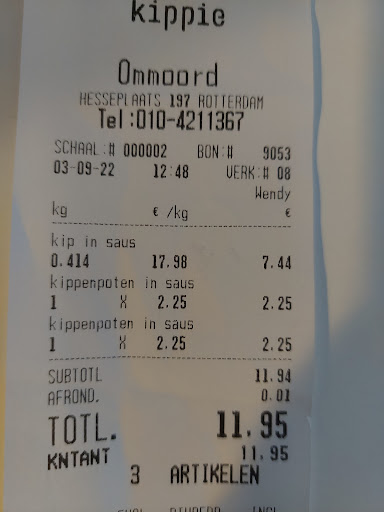 kippie
Ommoord
HESSEPLAATS 197 ROTTERDAM
Tel:010-4211367
SCHAAL:# 000002 BON:# 9053
03-09-22 12:48 VERK:# 08
Wendy
kg € /kg €
kip in saus
0.414 17.98 7.44
kippenpoten in saus
1 X 2.25 2.25
kippenpoten in saus
1 X 2.25 2.25
SUBTOTL 11.94
AFROND. 0.01
TOTL. 11.95
KNTANT 11.95
3 ARTIKELEN